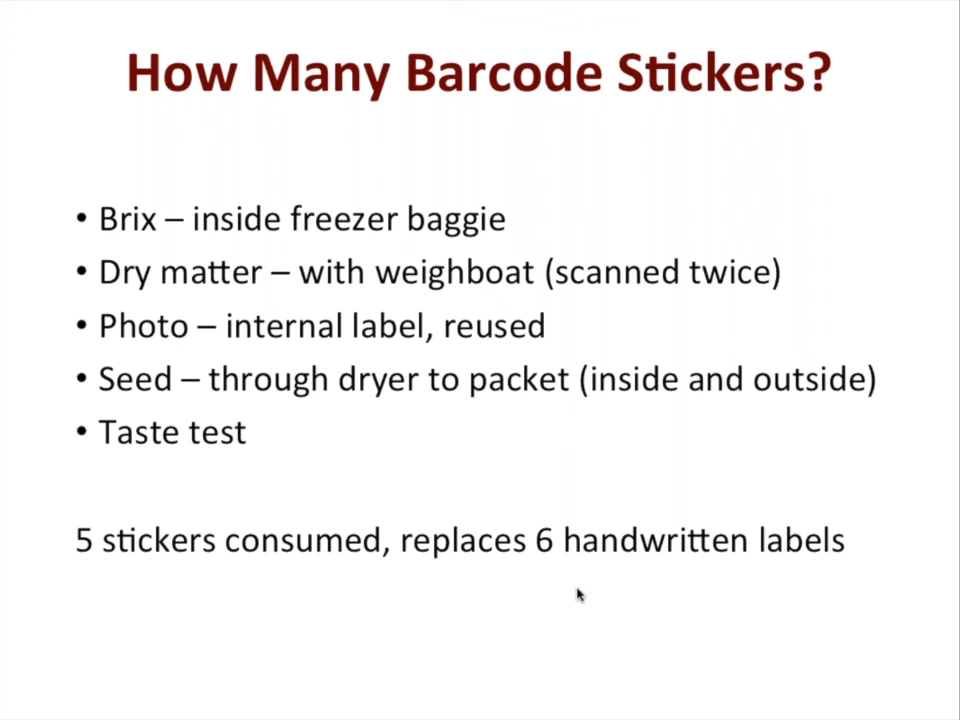 How Many Barcode Stickers?
• Brix – inside freezer baggie
• Dry matter – with weighboat (scanned twice)
• Photo – internal label, reused
• Seed – through dryer to packet (inside and outside)
• Taste test
5 stickers consumed, replaces 6 handwritten labels